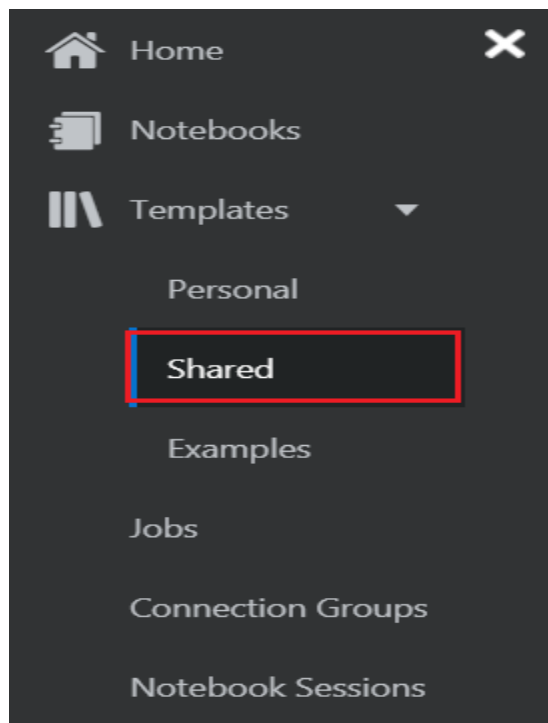 Home
Notebooks
Templates
Personal
Shared
Examples
Jobs
Connection Groups
Notebook Sessions